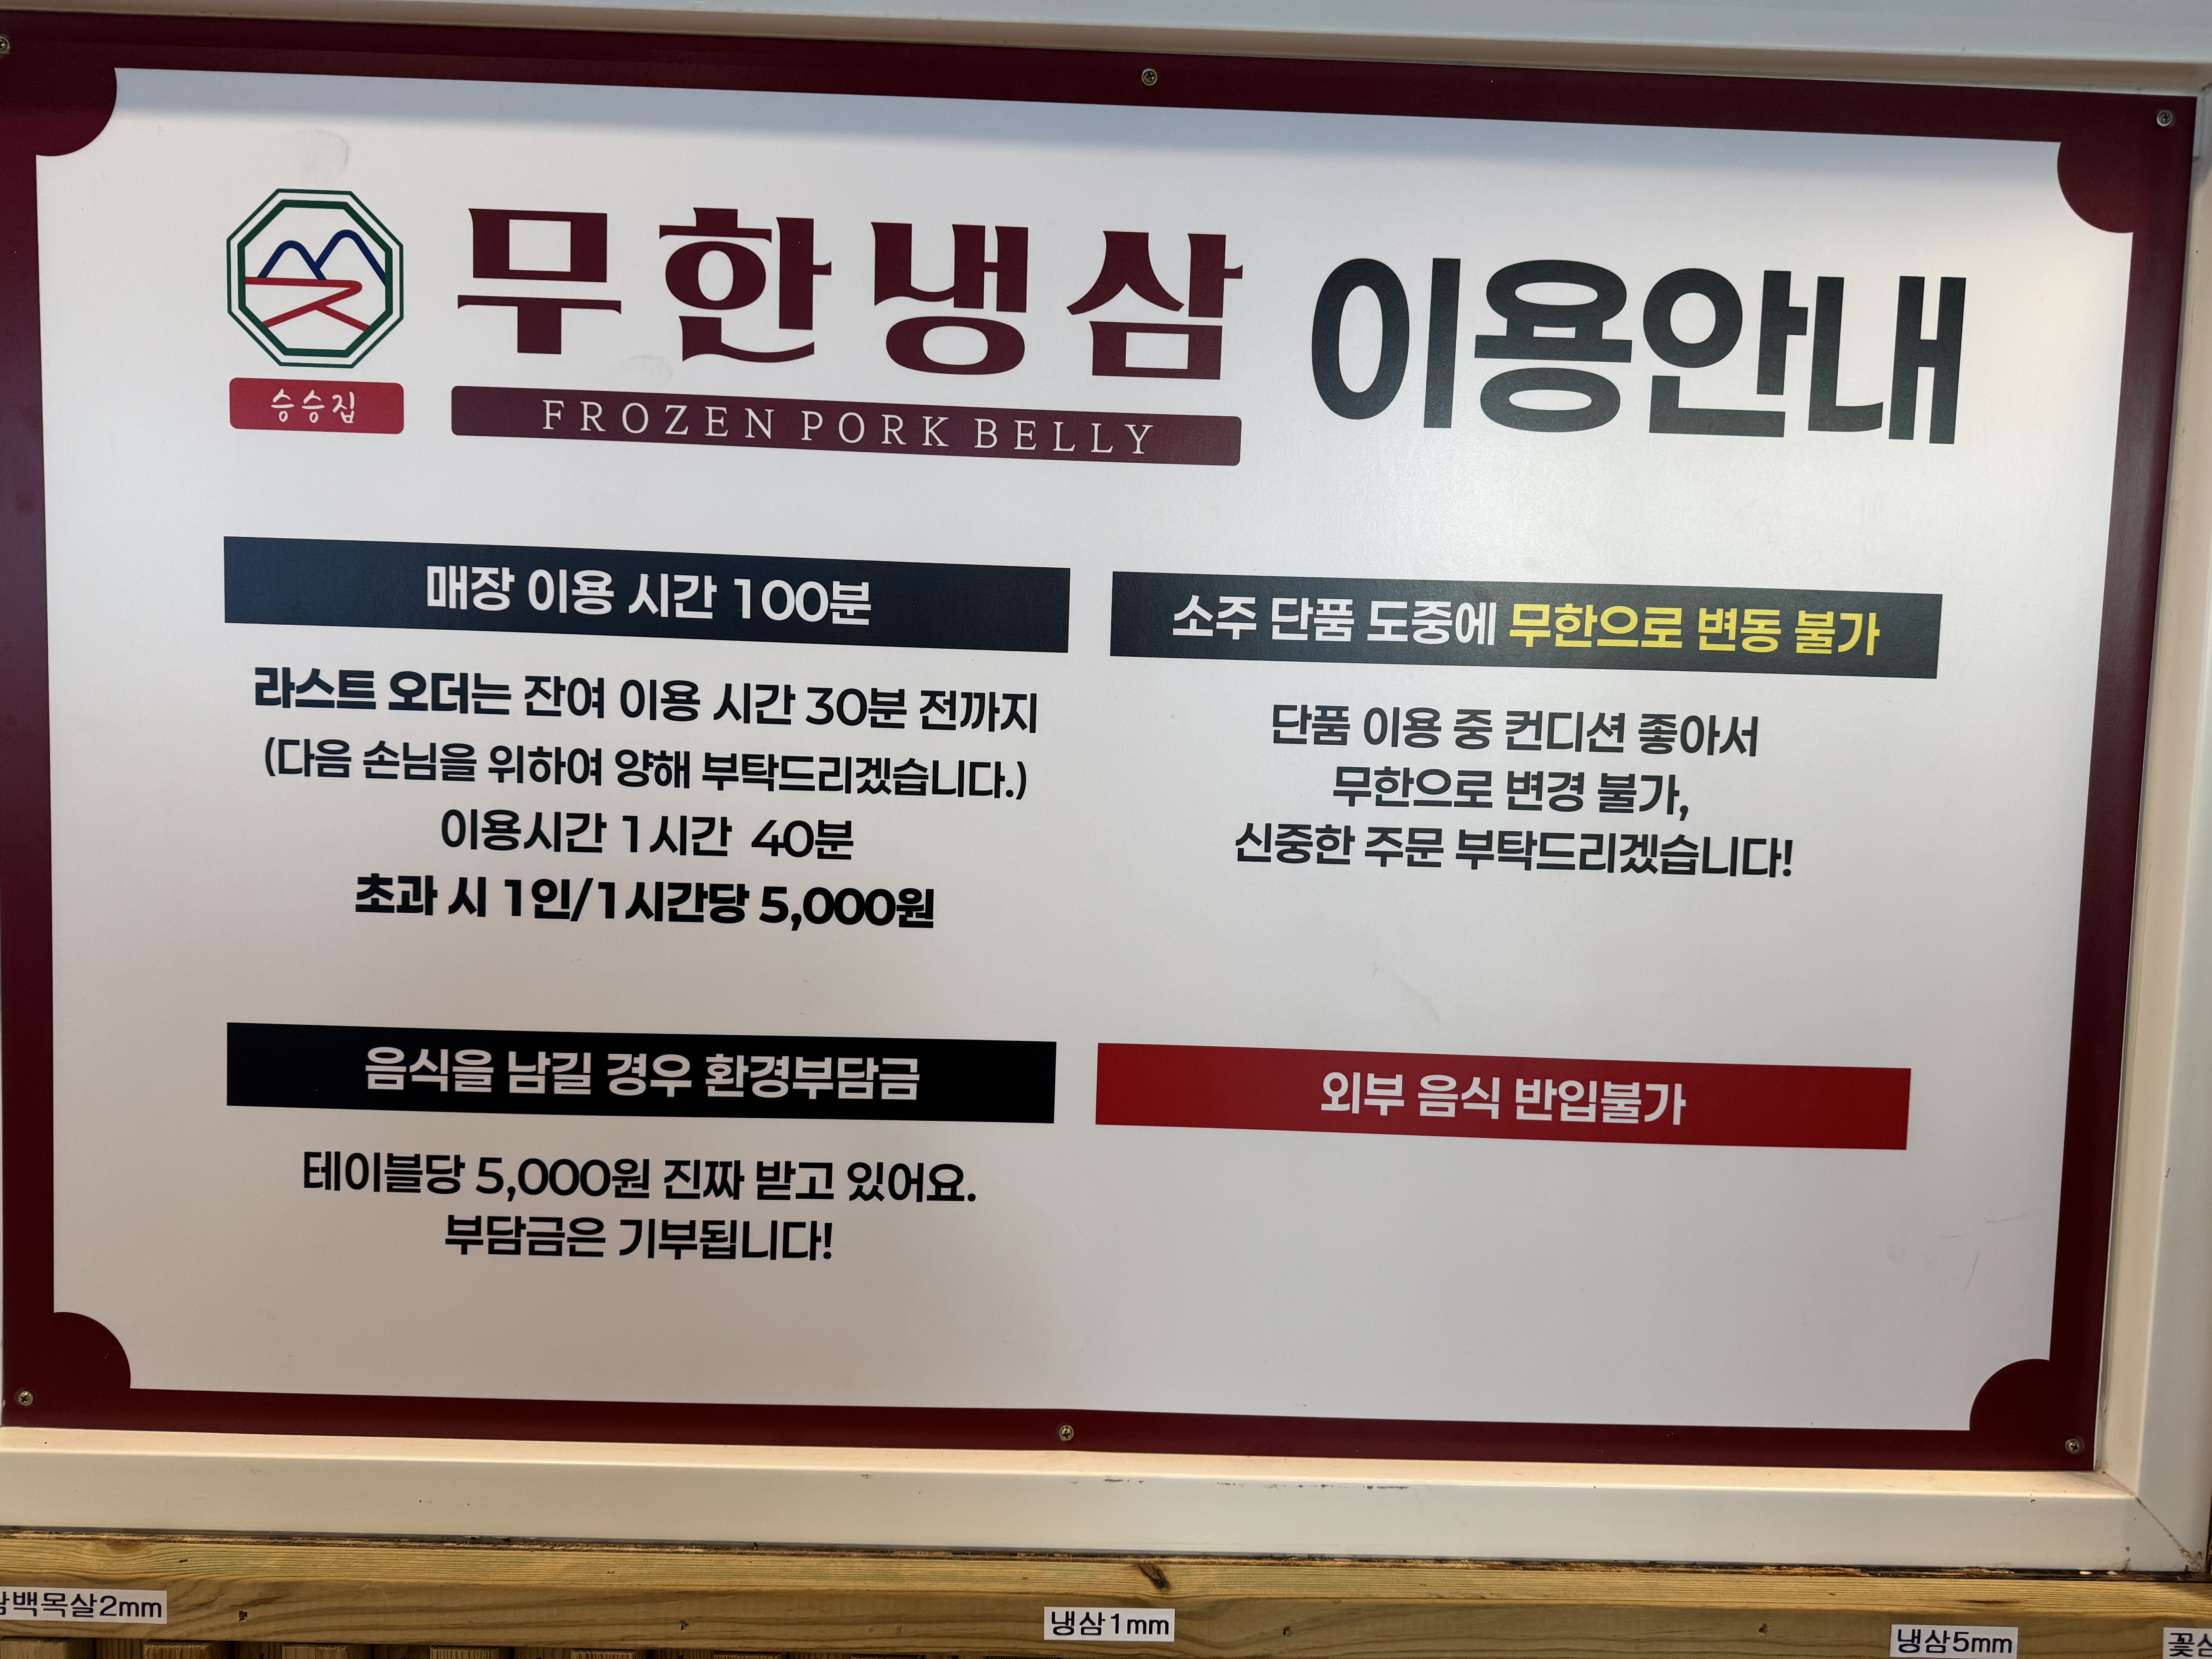 무한냉삼 이용안내
승승집
FROZEN PORK BELLY
매장 이용 시간 100분
라스트 오더는 잔여 이용 시간 30분 전까지
(다음 손님을 위하여 양해 부탁드리겠습니다.)
이용시간 1시간 40분
초과 시 1인/1시간당 5,000원
소주 단품 도중에 무한으로 변동 불가
단품 이용 중 컨디션 좋아서
무한으로 변경 불가,
신중한 주문 부탁드리겠습니다!
음식을 남길 경우 환경부담금
테이블당 5,000원 진짜 받고 있어요.
부담금은 기부됩니다!
외부 음식 반입불가
백목살2mm
냉삼1mm
냉삼5mm